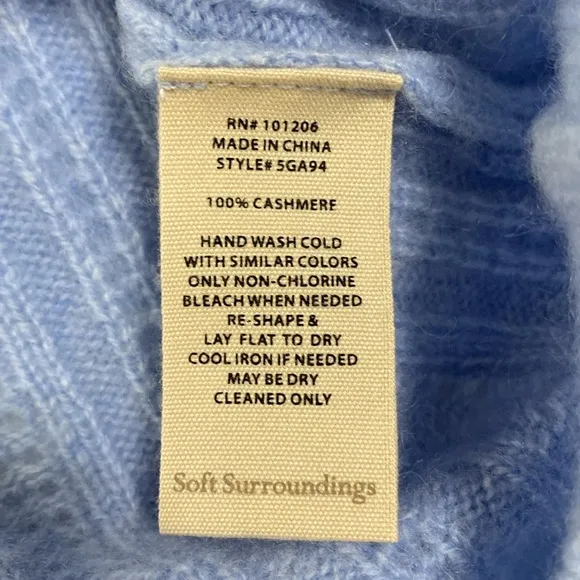 RN# 101206
MADE IN CHINA
STYLE# 5GA94
100% CASHMERE
HAND WASH COLD
WITH SIMILAR COLORS
ONLY NON-CHLORINE
BLEACH WHEN NEEDED
RE-SHAPE &
LAY FLAT TO DRY
COOL IRON IF NEEDED
MAY BE DRY
CLEANED ONLY
Soft Surroundings